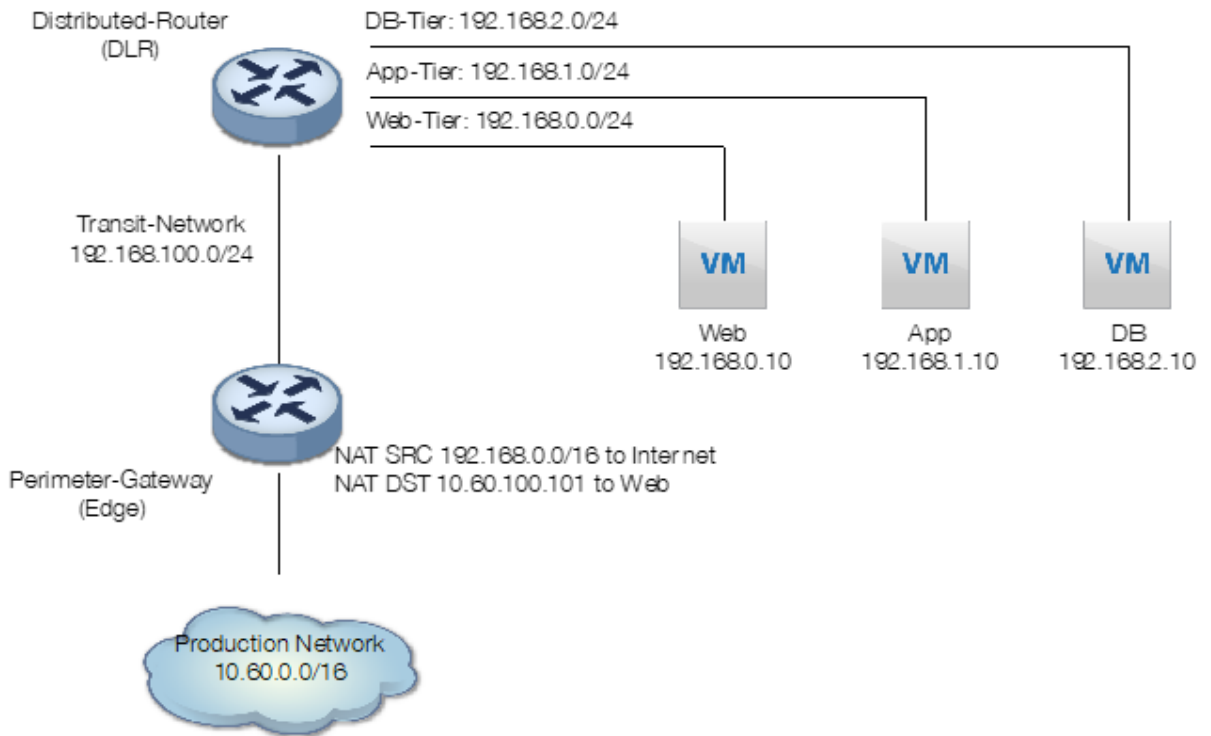 Distributed-Router
(DLR)
DB-Tier: 192.168.2.0/24
App-Tier: 192.168.1.0/24
Web-Tier: 192.168.0.0/24
Transit-Network
192.168.100.0/24
VM
VM
VM
Web
192.168.0.10
App
192.168.1.10
DB
192.168.2.10
NAT SRC 192.168.0.0/16 to Internet
NAT DST 10.60.100.101 to Web
Perimeter-Gateway
(Edge)
Production Network
10.60.0.0/16